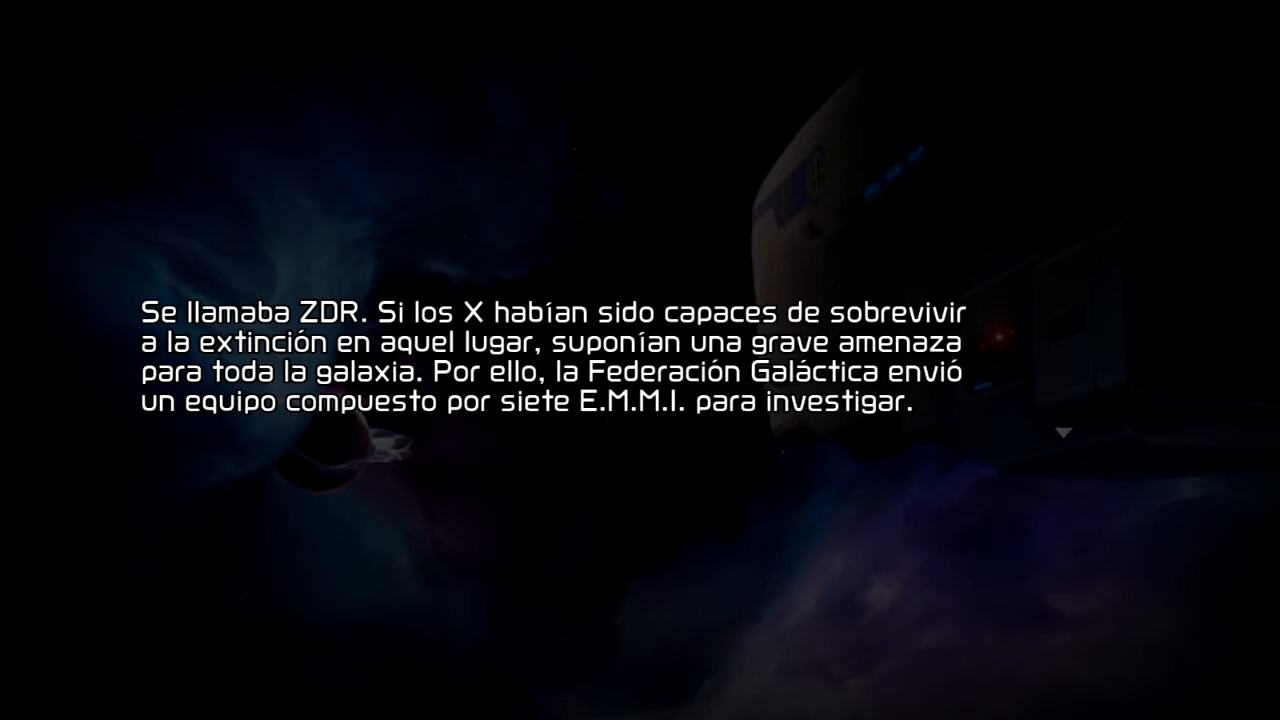 Se llamaba ZDR. Si los X habían sido capaces de sobrevivir
a la extinción en aquel lugar, suponían una grave amenaza
para toda la galaxia. Por ello, la Federación Galáctica envió
un equipo compuesto por siete E.M.M.I. para investigar.